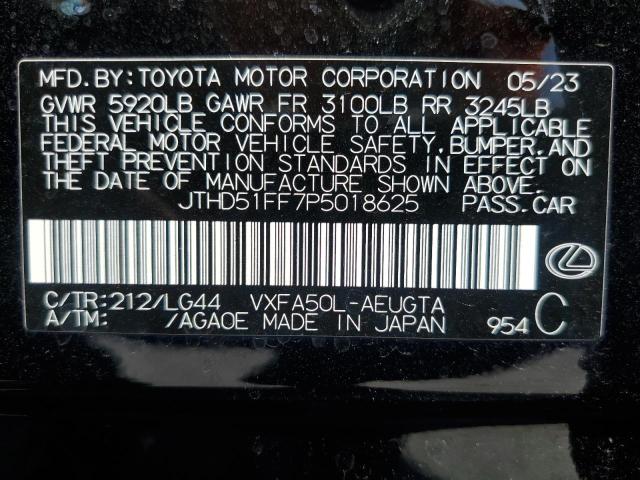 MFD.BY:TOYOTA MOTOR CORPORATION 05/23
GVWR 5920LB GAWR FR 3100LB RR 3245LB
THIS VEHICLE CONFORMS TO ALL APPLICABLE
FEDERAL MOTOR VEHICLE SAFETY,BUMPER,AND
THEFT PREVENTION STANDARDS IN EFFECT ON
THE DATE OF MANUFACTURE SHOWN ABOVE.
JTHD51FF7P5018625 PASS.CAR
C/TR:212/LG44 VXFA50L-AEUGTA
A/TM: /AGA0E MADE IN JAPAN 954 C